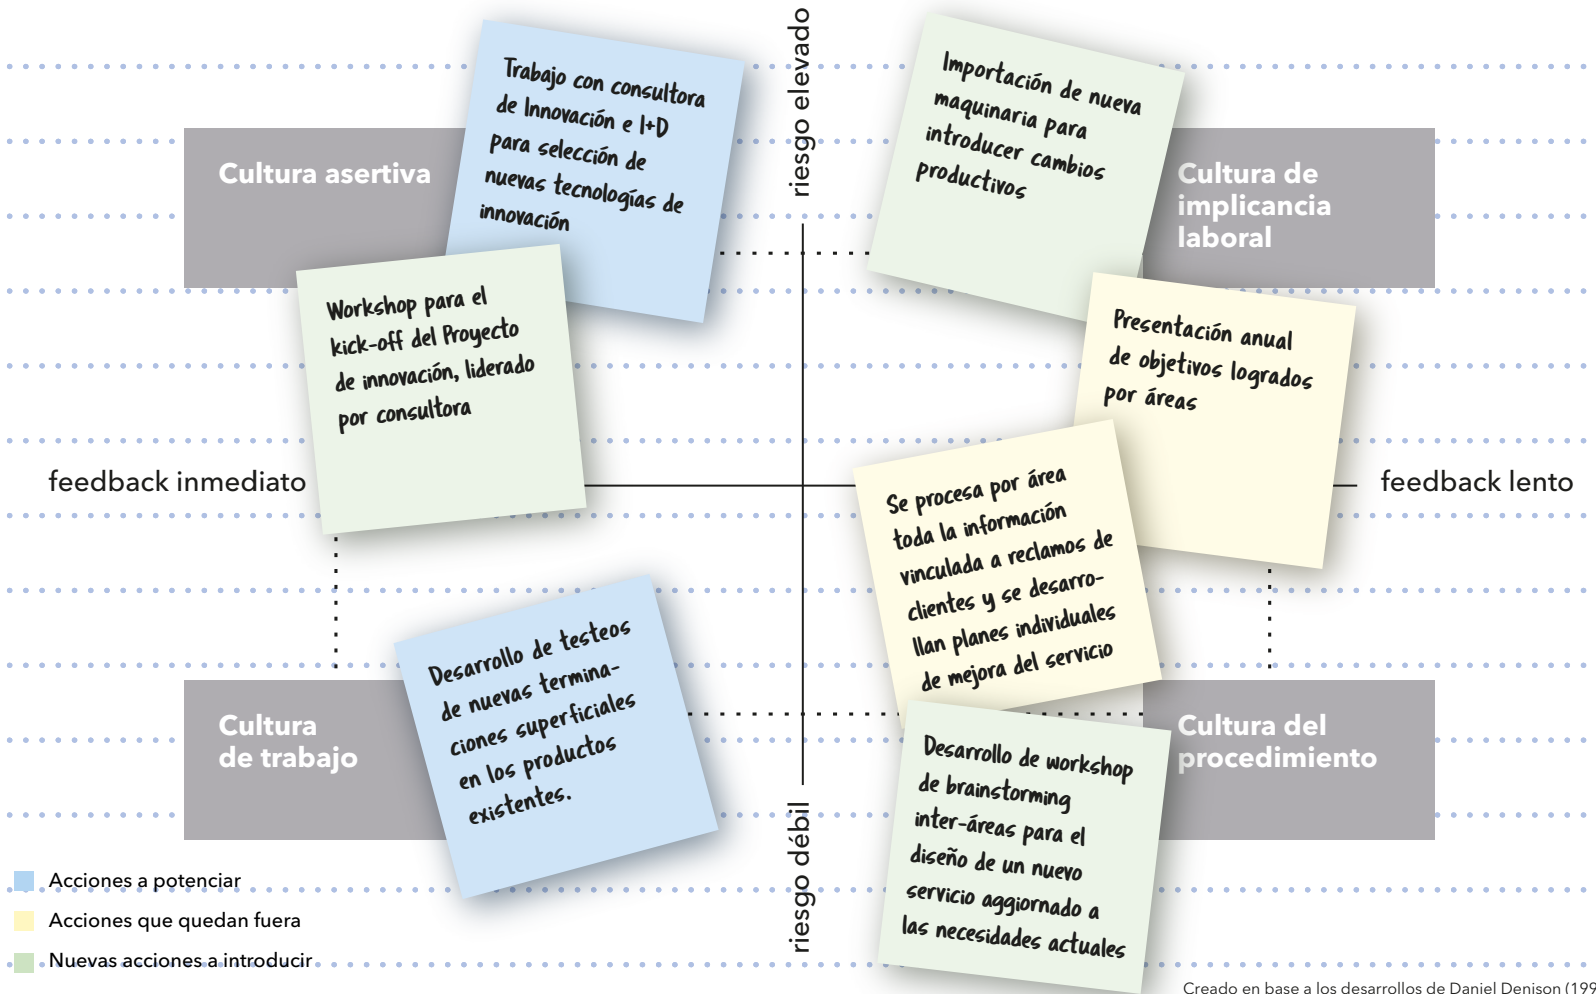 riesgo elevado
Cultura asertiva
Trabajo con consultora
de Innovación e I+D
para selección de
nuevas tecnologías de
innovación
Importación de nueva
maquinaria para
introducer cambios
productivos
Cultura de
implicancia
laboral
Workshop para el
kick-off del Proyecto
de innovación, liderado
por consultora
Presentación anual
de objetivos logrados
por áreas
feedback inmediato
feedback lento
Se procesa por área
toda la información
vinculada a reclamos de
clientes y se desarro-
llan planes individuales
de mejora del servicio
Cultura
de trabajo
Desarrollo de testeos
de nuevas termina-
ciones superficiales
en los productos
existentes.
Cultura del
procedimiento
Desarrollo de workshop
de brainstorming
inter-áreas para el
diseño de un nuevo
servicio aggiornado a
las necesidades actuales
riesgo débil
Acciones a potenciar
Acciones que quedan fuera
Nuevas acciones a introducir
Creado en base a los desarrollos de Daniel Denison (199